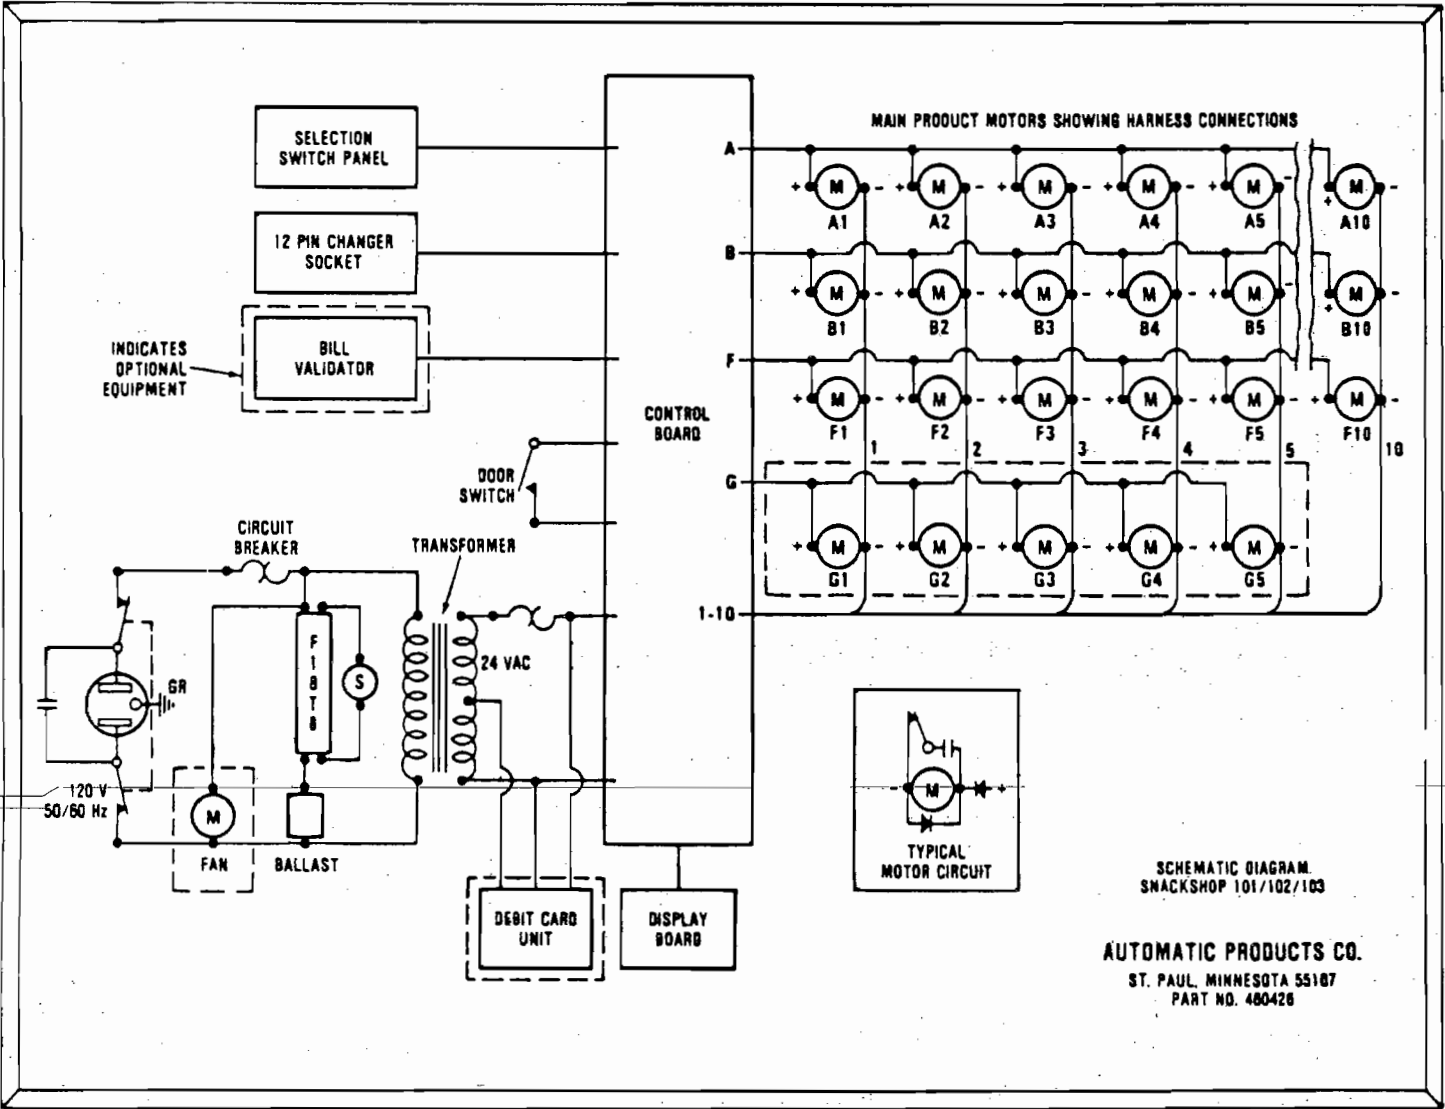 MAIN PRODUCT MOTORS SHOWING HARNESS CONNECTIONS
SELECTION
SWITCH PANEL
12 PIN CHANGER
SOCKET
BILL
VALIDATOR
INDICATES
OPTIONAL
EQUIPMENT
CONTROL
BOARD
DOOR
SWITCH
CIRCUIT
BREAKER
TRANSFORMER
24 VAC
F18T8
S
GR
120 V
50/60 Hz
M
FAN
BALLAST
DEBIT CARD
UNIT
DISPLAY
BOARD
A
+ M - + M - + M - + M - + M - + M -
A1 A2 A3 A4 A5 A10
B
+ M - + M - + M - + M - + M - + M -
B1 B2 B3 B4 B5 B10
F
+ M - + M - + M - + M - + M - + M -
F1 F2 F3 F4 F5 F10
1 2 3 4 5 10
G
+ M - + M - + M - + M - + M -
G1 G2 G3 G4 G5
1-10
- M +
TYPICAL
MOTOR CIRCUIT
SCHEMATIC DIAGRAM
SNACKSHOP 101/102/103
AUTOMATIC PRODUCTS CO.
ST. PAUL, MINNESOTA 55107
PART NO.